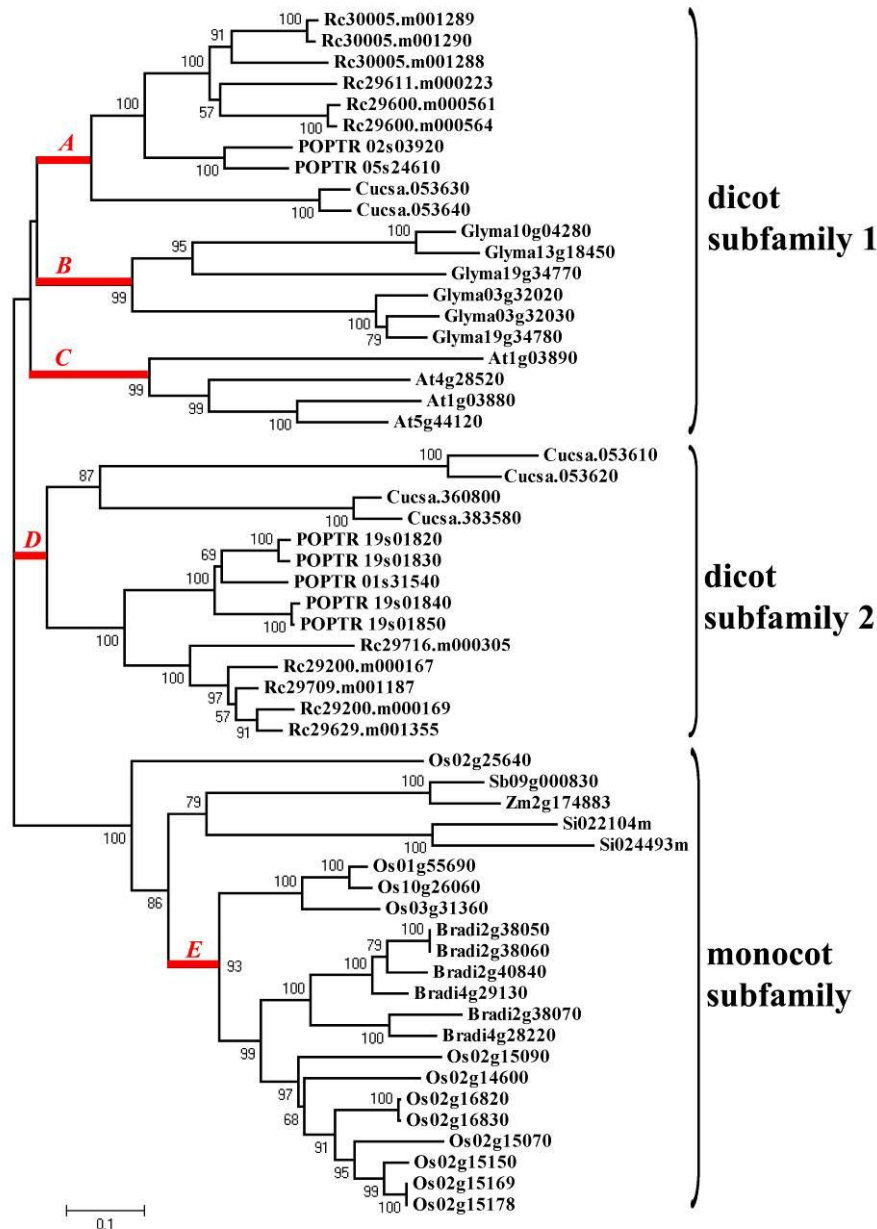 100
Rc30005.m001289
Rc30005.m001290
91
Rc30005.m001288
100
Rc29611.m000223
100
57
Rc29600.m000561
Rc29600.m000564
100
A
POPTR 02s03920
POPTR 05s24610
100
Cucsa.053630
Cucsa.053640
100
dicot
subfamily 1
Glyma10g04280
100
Glyma13g18450
95
Glyma19g34770
B
99
Glyma03g32020
Glyma03g32030
100
Glyma19g34780
79
C
At1g03890
99
At4g28520
99
At1g03880
At5g44120
100
Cucsa.053610
100
Cucsa.053620
87
Cucsa.360800
Cucsa.383580
100
D
POPTR 19s01820
POPTR 19s01830
69
100
POPTR 01s31540
POPTR 19s01840
POPTR 19s01850
100
dicot
subfamily 2
100
Rc29716.m000305
100
Rc29200.m000167
97
Rc29709.m001187
57
Rc29200.m000169
91
Rc29629.m001355
Os02g25640
100
Sb09g000830
100
Zm2g174883
79
Si022104m
Si024493m
100
86
Os01g55690
100
Os10g26060
100
Os03g31360
E
93
Bradi2g38050
100
Bradi2g38060
79
Bradi2g40840
100
Bradi4g29130
100
Bradi2g38070
Bradi4g28220
100
monocot
subfamily
99
Os02g15090
97
Os02g14600
68
Os02g16820
100
Os02g16830
91
Os02g15070
95
Os02g15150
99
Os02g15169
Os02g15178
100
0.1